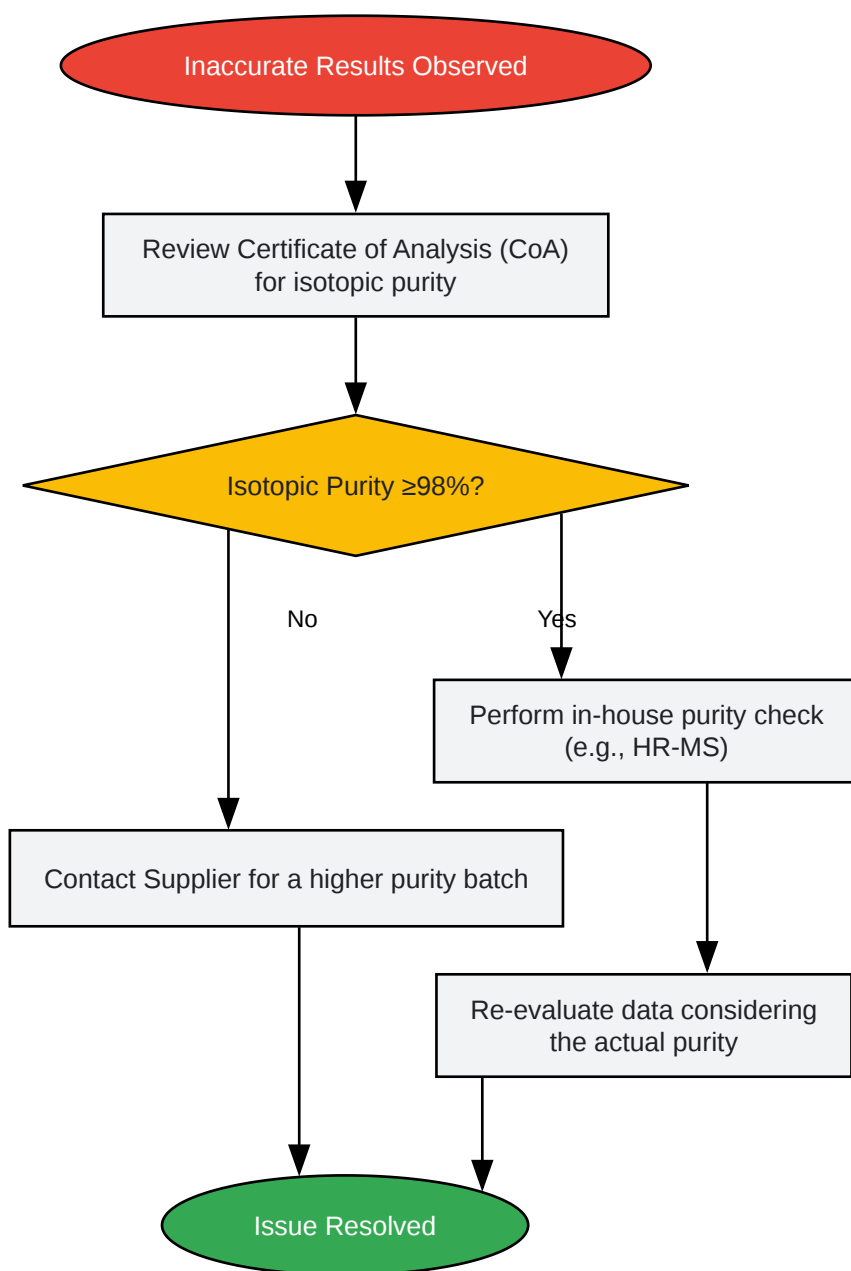 Inaccurate Results Observed
Review Certificate of Analysis (CoA)
for isotopic purity
Isotopic Purity ≥98%?
No
Yes
Perform in-house purity check
(e.g., HR-MS)
Contact Supplier for a higher purity batch
Re-evaluate data considering
the actual purity
Issue Resolved